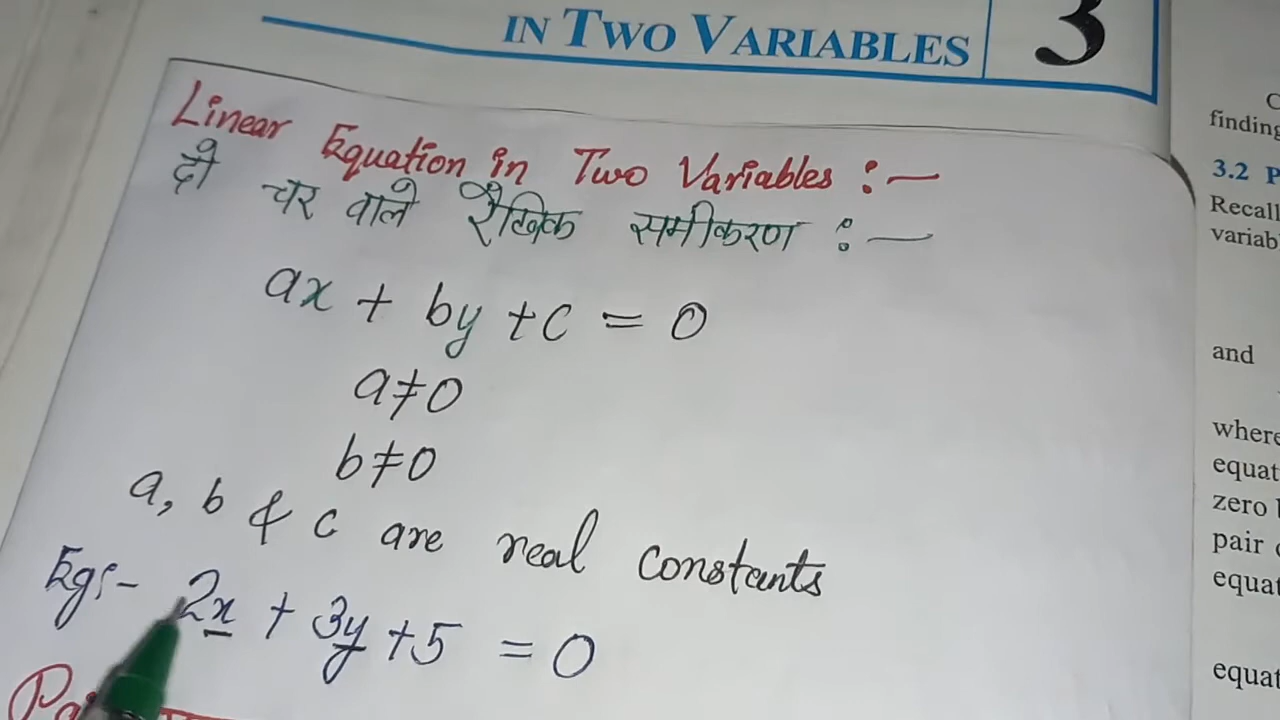 IN TWO VARIABLES
3
Linear Equation in Two Variables :—
दो चर वाले रैखिक समीकरण :—
ax + by + c = 0
a≠0
b≠0
a, b & c are real constants
Eg:- 2x + 3y + 5 = 0
finding
3.2
Recall
variab
and
where
equat
zero
pair
equat
equat